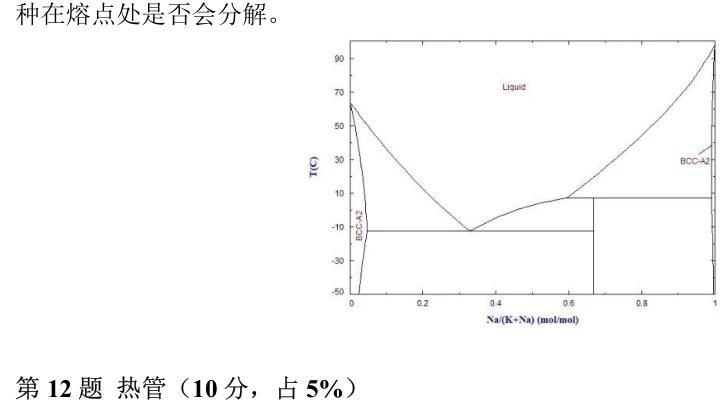 种在熔点处是否会分解。
90
70
50
30
10
-10
-30
-50
T(C)
Liquid
BCC-A2
BCC-A2
0 0.2 0.4 0.6 0.8 1
Na/(K+Na) (mol/mol)
第 12 题 热管（10 分，占 5%）